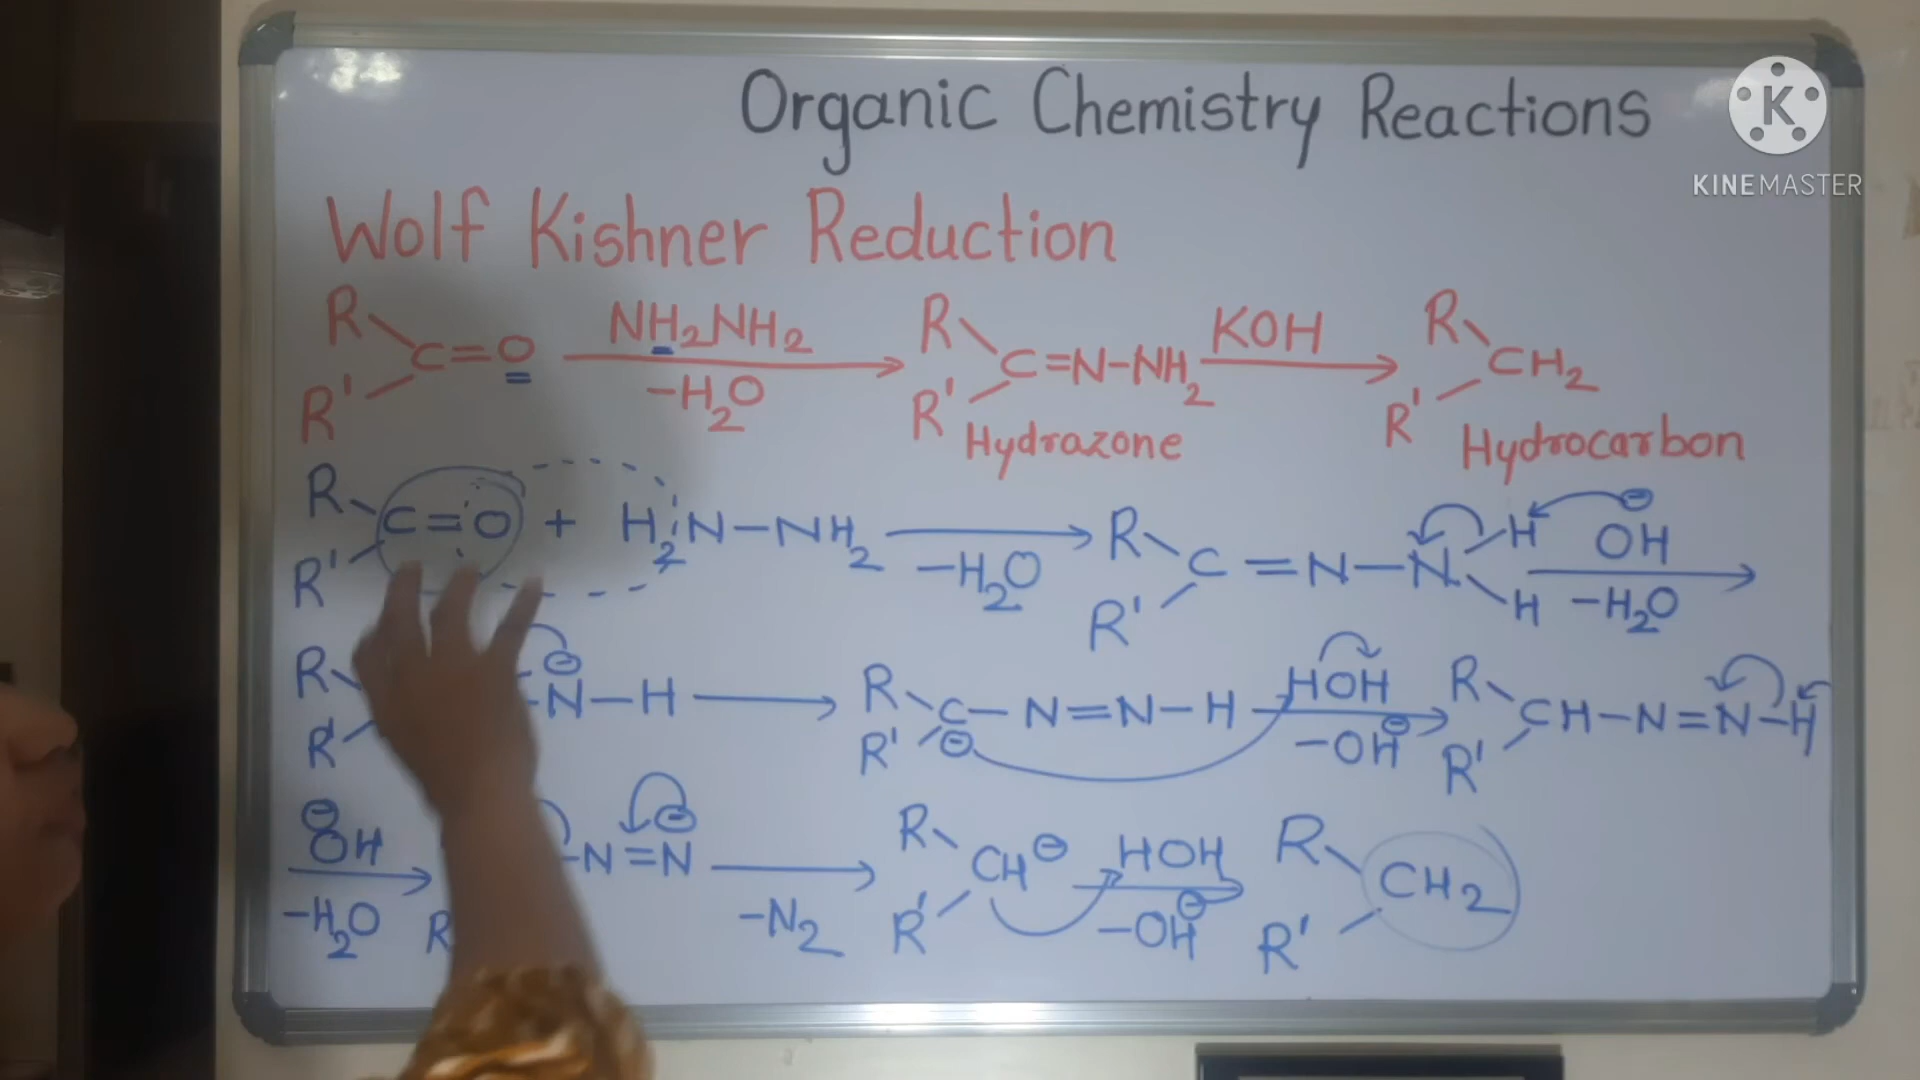 Organic Chemistry Reactions
K
KINEMASTER
Wolf Kishner Reduction
R R' C=O NH₂NH₂ -H₂O R R' C=N-NH₂ KOH R R' CH₂
Hydrazone Hydrocarbon
R R' C=O + H₂N-NH₂ -H₂O R R' C=N-N H H ⊖OH -H₂O
R R' N-H R R' C⊖-N=N-H HOH -OH⊖ R R' CH-N=N-H
⊖OH -H₂O R -N=N⊖ -N₂ R R' CH⊖ HOH -OH⊖ R R' CH₂